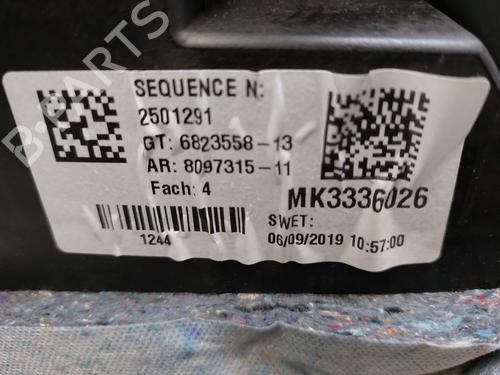 B-PARTS
SEQUENCE N:
2501291
GT: 6823558-13
AR: 8097315-11
Fach: 4
MK3336026
1244
SWET:
06/09/2019 10:57:00